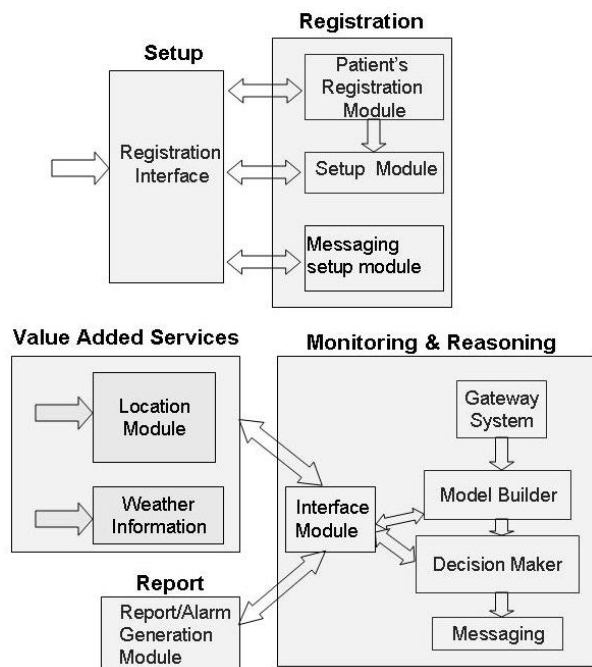 Registration
Setup
Patient's
Registration
Module
Registration
Interface
Setup Module
Messaging
setup module
Value Added Services
Monitoring & Reasoning
Location
Module
Gateway
System
Weather
Information
Interface
Module
Model Builder
Decision Maker
Messaging
Report
Report/Alarm
Generation
Module